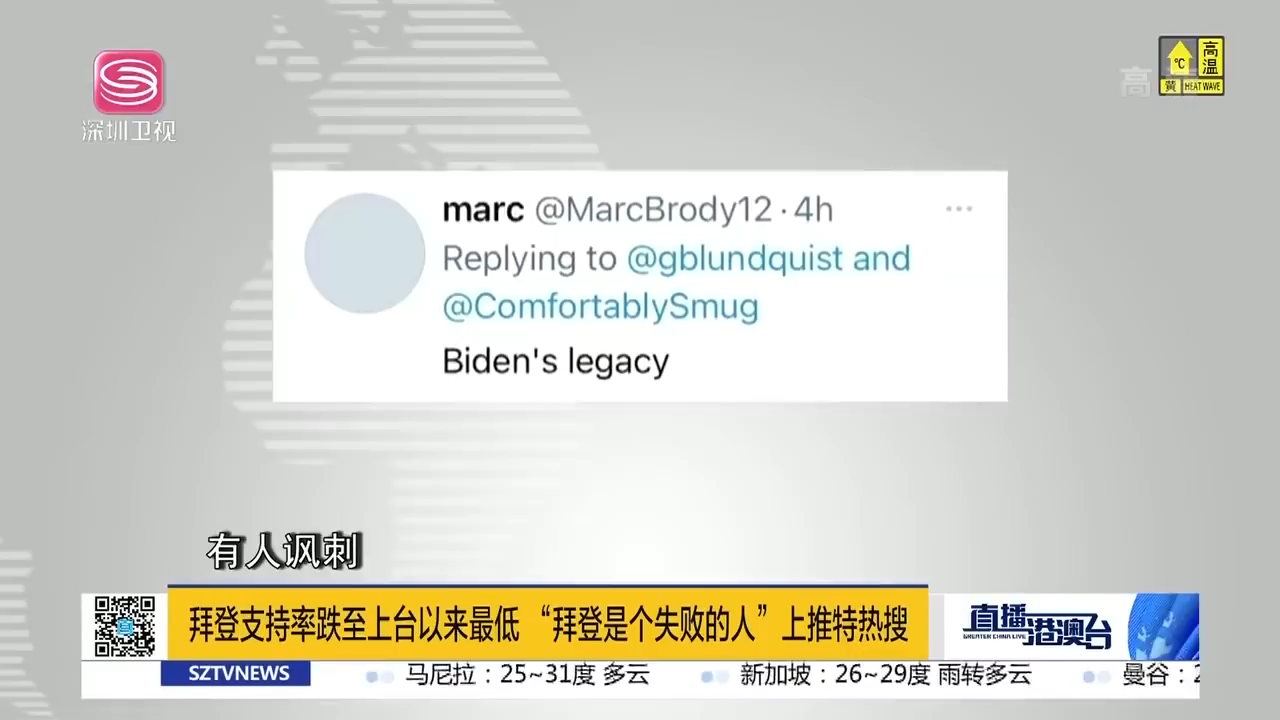 深圳卫视
高温
℃
黄 HEAT WAVE
marc @MarcBrody12 · 4h
Replying to @gblundquist and
@ComfortablySmug
Biden's legacy
有人讽刺
拜登支持率跌至上台以来最低 “拜登是个失败的人”上推特热搜
直播港澳台
GREATER CHINA LIVE
SZTVNEWS
马尼拉：25~31度 多云 新加坡：26~29度 雨转多云 曼谷：2